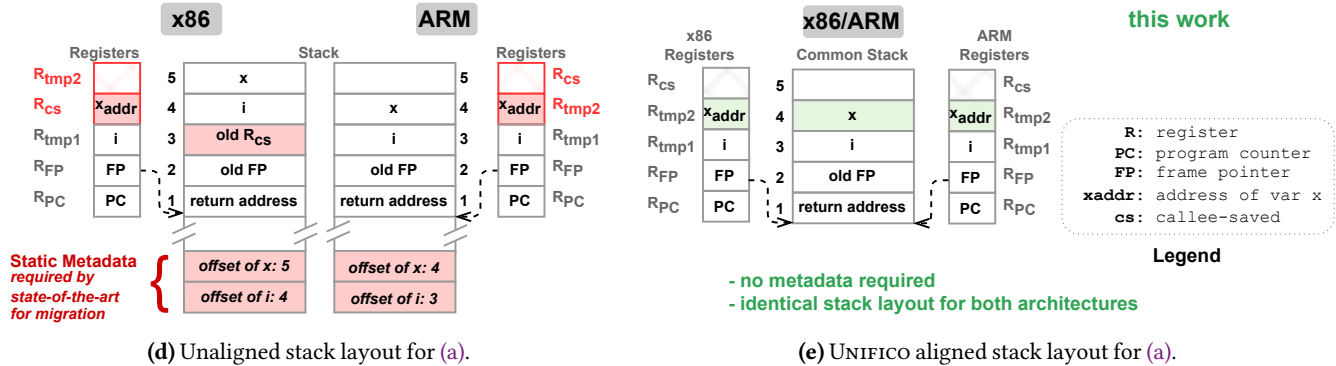 x86
ARM
Registers
Stack
Registers
Rtmp2
5
x
5
Rcs
Rcs
xaddr
4
i
x
4
xaddr
Rtmp2
Rtmp1
i
3
old Rcs
i
3
i
Rtmp1
RFP
FP
2
old FP
old FP
2
FP
RFP
RPC
PC
1
return address
return address
1
PC
RPC
Static Metadata
required by
state-of-the-art
for migration
{
offset of x: 5
offset of x: 4
offset of i: 4
offset of i: 3
(d) Unaligned stack layout for (a).
x86/ARM
this work
x86
Registers
Common Stack
ARM
Registers
5
Rcs
Rcs
Rtmp2
xaddr
4
x
xaddr
Rtmp2
Rtmp1
i
3
i
i
Rtmp1
RFP
FP
2
old FP
FP
RFP
RPC
PC
1
return address
PC
RPC
R: register
PC: program counter
FP: frame pointer
xaddr: address of var x
cs: callee-saved
Legend
- no metadata required
- identical stack layout for both architectures
(e) UNIFICO aligned stack layout for (a).